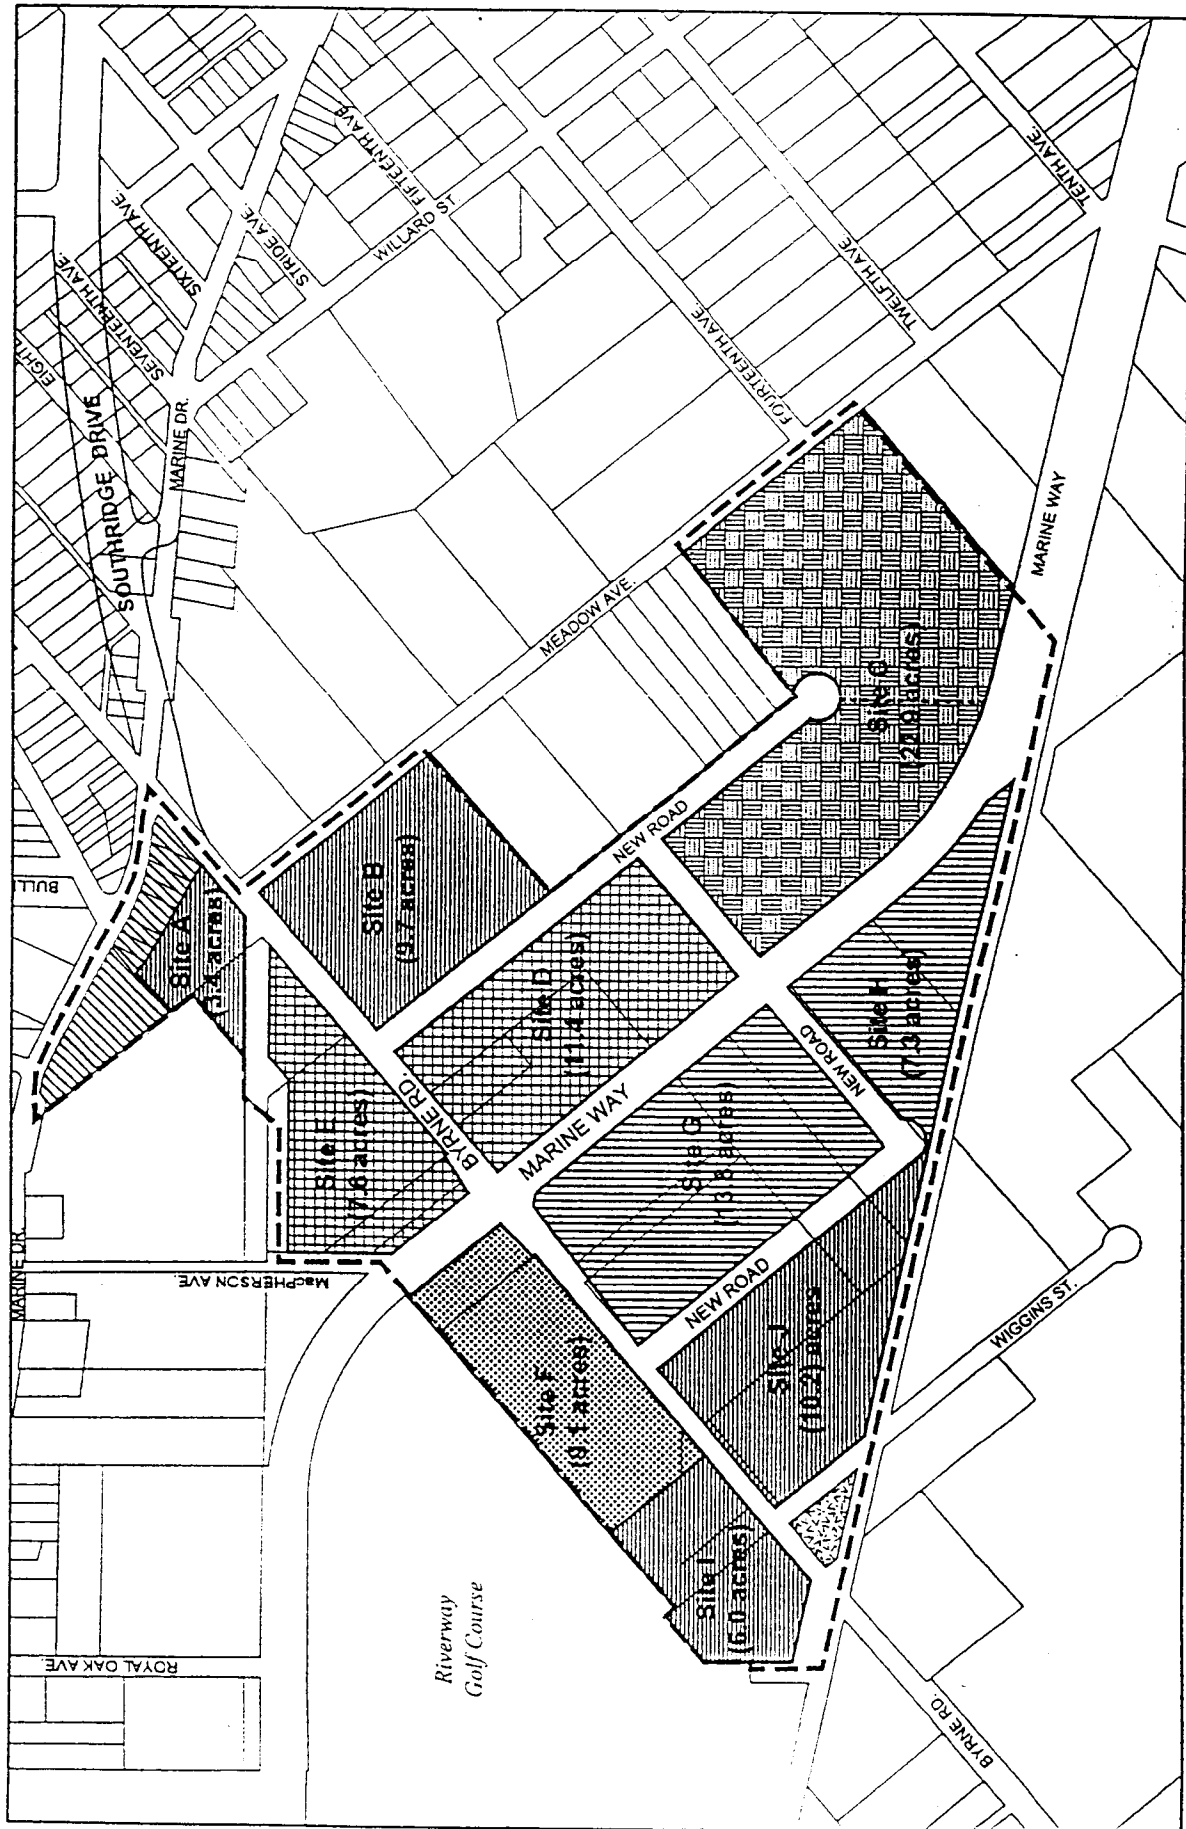 MARINE DR.
ROYAL OAK AVE.
MacPHERSON AVE.
Riverway
Golf Course
BYRNE RD.
WIGGINS ST.
Site I
(6.0 acres)
Site F
(9.1 acres)
Site J
(10.2) acres
NEW ROAD
Site E
(7.6 acres)
BYRNE RD.
MARINE WAY
Site G
(13.8 acres)
NEW ROAD
Site H
(7.3 acres)
Site A
(3.4 acres)
Site B
(9.7 acres)
Site D
(11.4 acres)
NEW ROAD
Site C
MEADOW AVE.
MARINE WAY
SOUTHRIDGE DRIVE
MARINE DR.
SEVENTEENTH AVE.
SIXTEENTH AVE.
STRIDE AVE
FIFTEENTH AVE
WILLARD ST.
FOURTEENTH AVE.
TWELFTH AVE.
TENTH AVE.